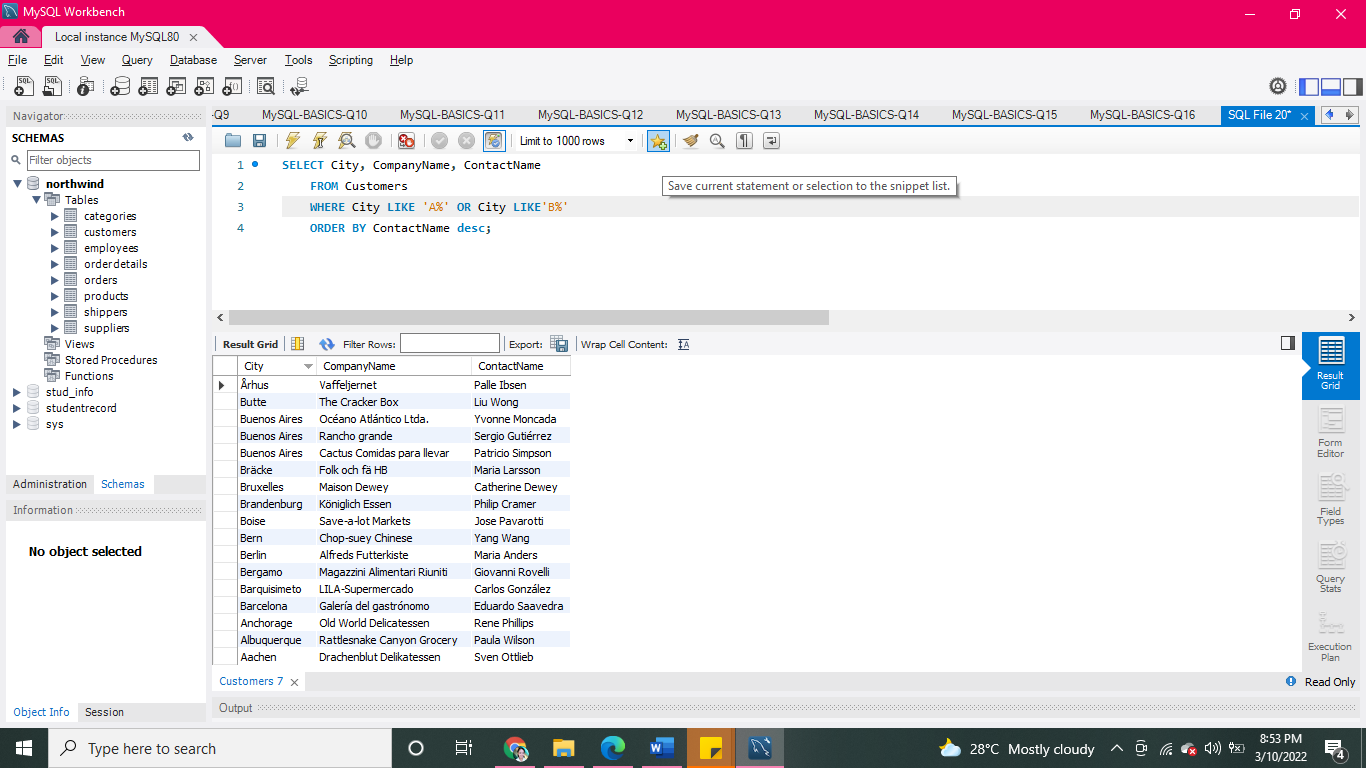 MySQL Workbench
Local instance MySQL80
File Edit View Query Database Server Tools Scripting Help
Navigator
SCHEMAS
Filter objects
northwind
Tables
categories
customers
employees
orderdetails
orders
products
shippers
suppliers
Views
Stored Procedures
Functions
stud_info
studentrecord
sys
Administration Schemas
Information
No object selected
Object Info Session
-Q9 MySQL-BASICS-Q10 MySQL-BASICS-Q11 MySQL-BASICS-Q12 MySQL-BASICS-Q13 MySQL-BASICS-Q14 MySQL-BASICS-Q15 MySQL-BASICS-Q16 SQL File 20*
Limit to 1000 rows
1 SELECT City, CompanyName, ContactName
2 FROM Customers
3 WHERE City LIKE 'A%' OR City LIKE'B%'
4 ORDER BY ContactName desc;
Save current statement or selection to the snippet list.
Result Grid Filter Rows: Export: Wrap Cell Content: IA
City CompanyName ContactName
Århus Vaffeljernet Palle Ibsen
Butte The Cracker Box Liu Wong
Buenos Aires Océano Atlántico Ltda. Yvonne Moncada
Buenos Aires Rancho grande Sergio Gutiérrez
Buenos Aires Cactus Comidas para llevar Patricio Simpson
Bräcke Folk och fä HB Maria Larsson
Bruxelles Maison Dewey Catherine Dewey
Brandenburg Königlich Essen Philip Cramer
Boise Save-a-lot Markets Jose Pavarotti
Bern Chop-suey Chinese Yang Wang
Berlin Alfreds Futterkiste Maria Anders
Bergamo Magazzini Alimentari Riuniti Giovanni Rovelli
Barquisimeto LILA-Supermercado Carlos González
Barcelona Galería del gastrónomo Eduardo Saavedra
Anchorage Old World Delicatessen Rene Phillips
Albuquerque Rattlesnake Canyon Grocery Paula Wilson
Aachen Drachenblut Delikatessen Sven Ottlieb
Result
Grid
Form
Editor
Field
Types
Query
Stats
Execution
Plan
Customers 7
Read Only
Output
Type here to search
28°C Mostly cloudy
8:53 PM
3/10/2022
4